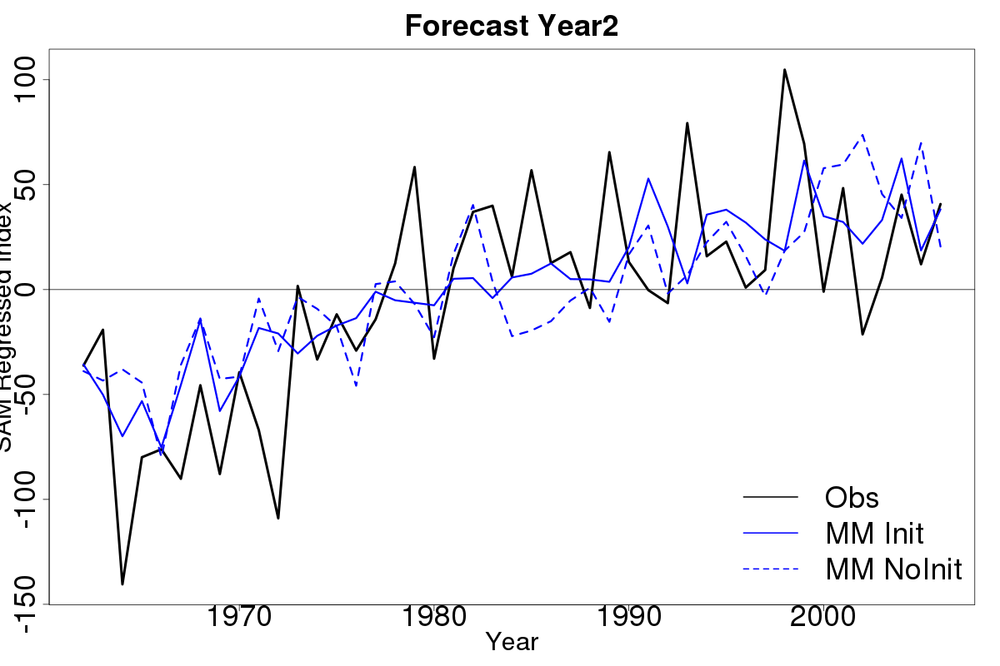 Forecast Year2
100
50
0
-50
-100
-150
SAM Regressed Index
Obs
MM Init
MM NoInit
1970 1980 1990 2000
Year